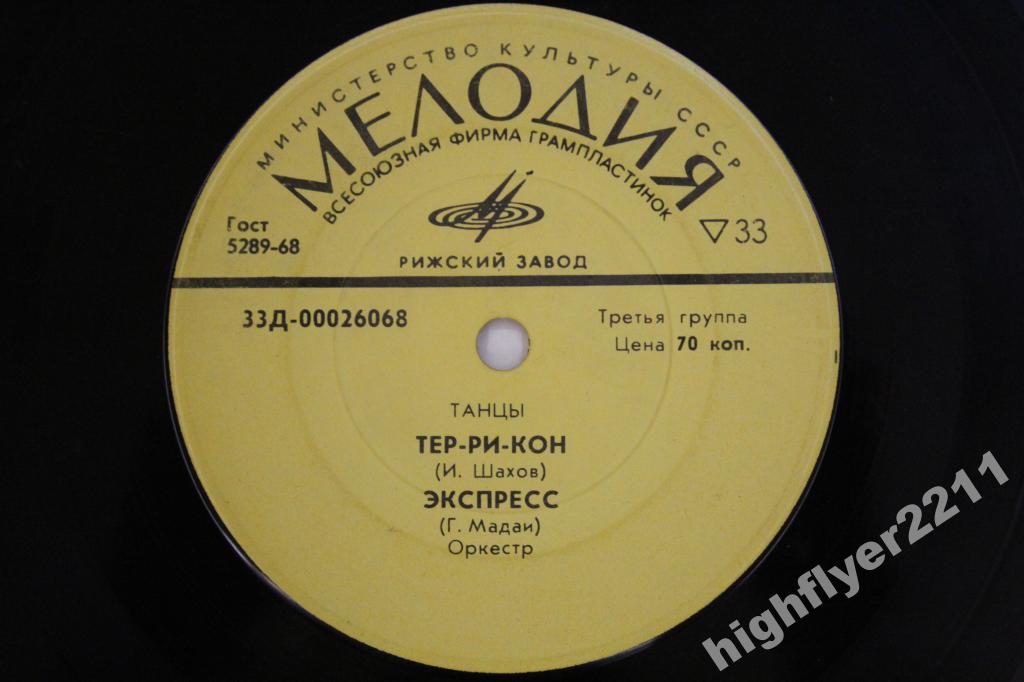 МИНИСТЕРСТВО КУЛЬТУРЫ СССР
МЕЛОДИЯ
ВСЕСОЮЗНАЯ ФИРМА ГРАМПЛАСТИНОК
Гост
5289-68
33
РИЖСКИЙ ЗАВОД
33Д-00026068
Третья группа
Цена 70 коп.
ТАНЦЫ
ТЕР-РИ-КОН
(И. Шахов)
ЭКСПРЕСС
(Г. Мадаи)
Оркестр
highflyer2211